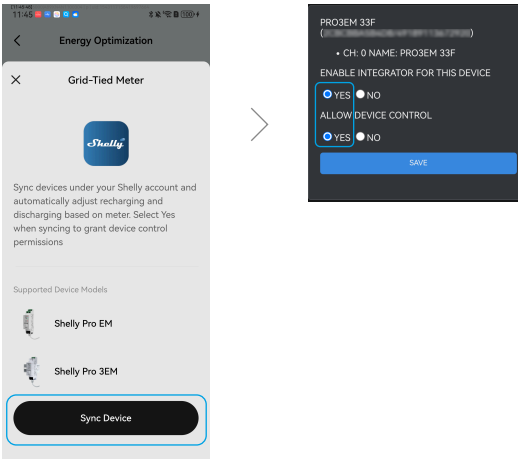 11:45
Energy Optimization
Grid-Tied Meter
Shelly
Sync devices under your Shelly account and
automatically adjust recharging and
discharging based on meter. Select Yes
when syncing to grant device control
permissions
Supported Device Models
Shelly Pro EM
Shelly Pro 3EM
Sync Device
PRO3EM 33F
• CH: 0 NAME: PRO3EM 33F
ENABLE INTEGRATOR FOR THIS DEVICE
YES NO
ALLOW DEVICE CONTROL
YES NO
SAVE